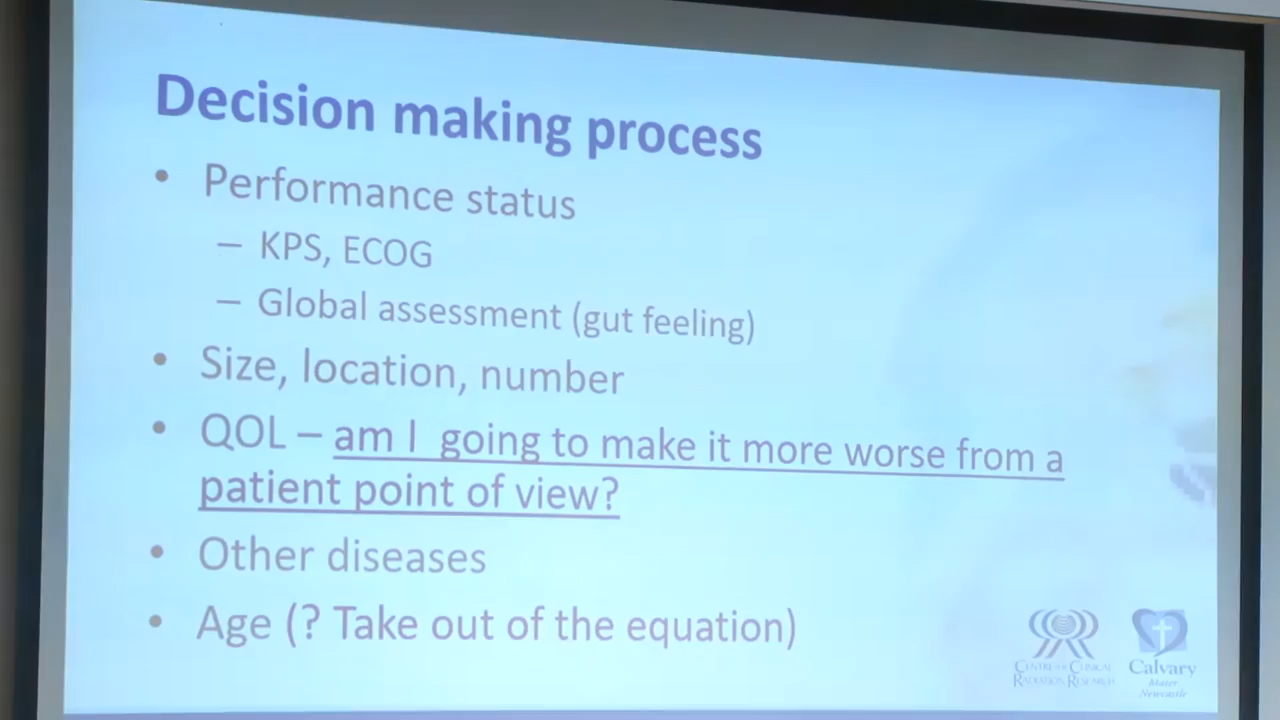 Decision making process
• Performance status
– KPS, ECOG
– Global assessment (gut feeling)
• Size, location, number
• QOL – am I going to make it more worse from a
patient point of view?
• Other diseases
• Age (? Take out of the equation)
CENTRE FOR CLINICAL
RADIATION RESEARCH
Calvary
Mater
Newcastle